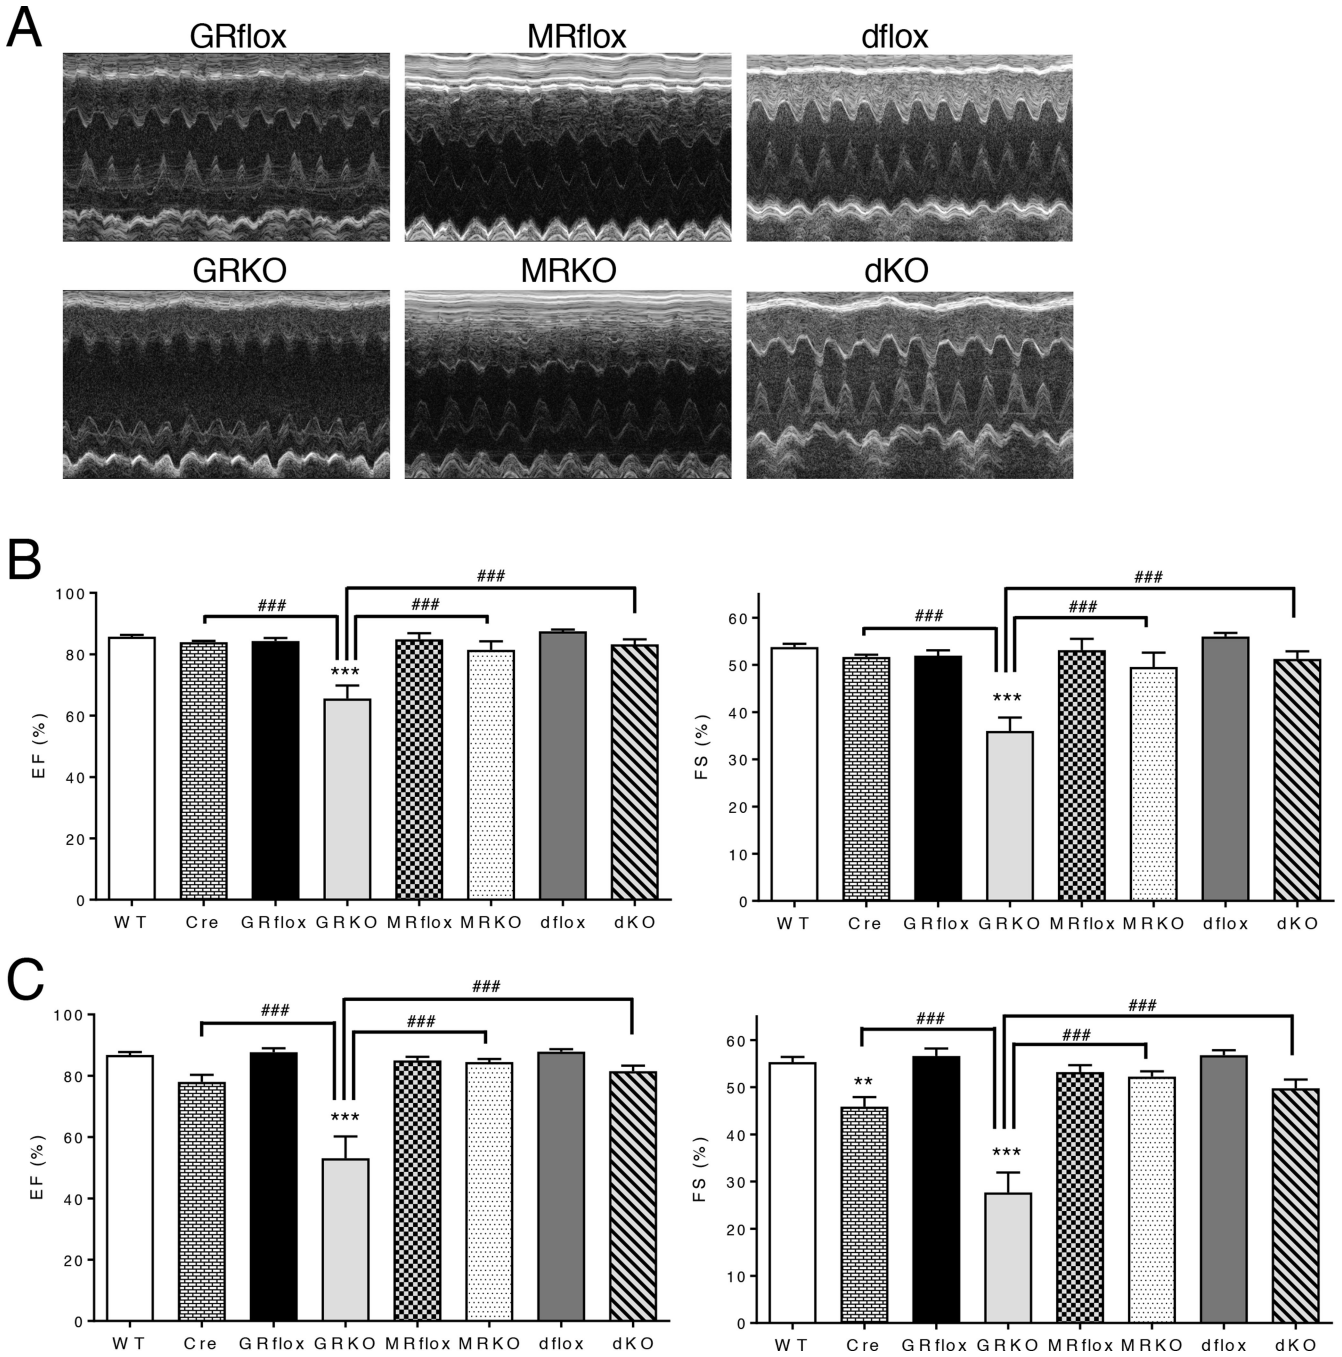 A
GRflox
MRflox
dflox
GRKO
MRKO
dKO
B
###
###
###
***
100
80
60
40
20
0
EF (%)
WT Cre GRflox GRKO MRflox MRKO dflox dKO
###
###
###
***
60
50
40
30
20
10
0
FS (%)
WT Cre GRflox GRKO MRflox MRKO dflox dKO
C
###
###
###
***
100
80
60
40
20
0
EF (%)
WT Cre GRflox GRKO MRflox MRKO dflox dKO
###
###
###
**
***
60
50
40
30
20
10
0
FS (%)
WT Cre GRflox GRKO MRflox MRKO dflox dKO